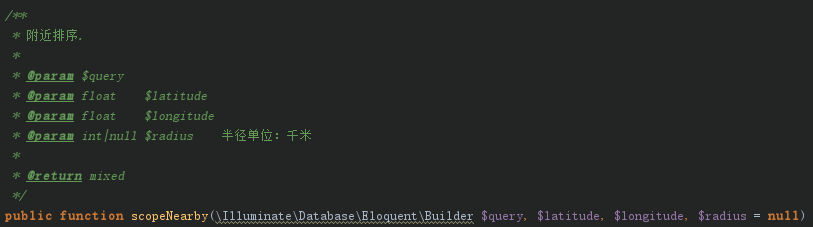 /**
 * 附近排序.
 *
 * @param $query
 * @param float    $latitude
 * @param float    $longitude
 * @param int|null $radius    半径单位: 千米
 *
 * @return mixed
 */
public function scopeNearby(\Illuminate\Database\Eloquent\Builder $query, $latitude, $longitude, $radius = null)